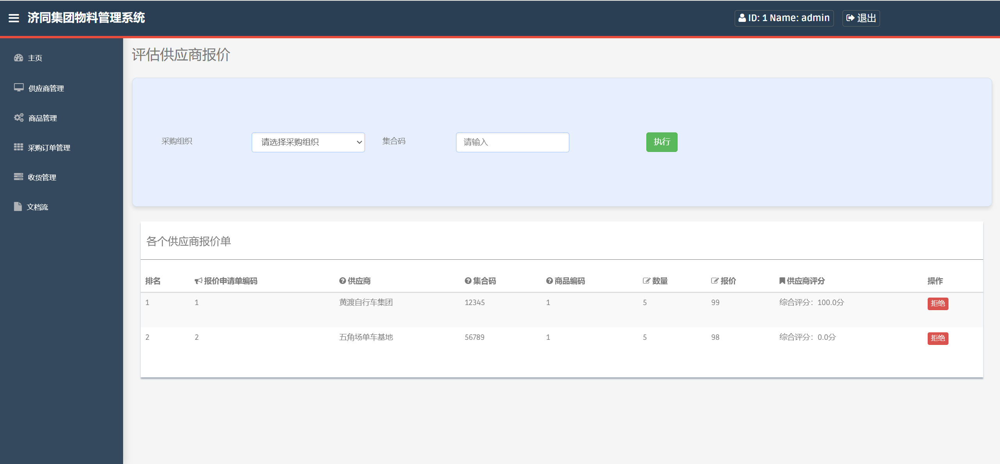 济同集团物料管理系统
ID: 1 Name: admin
退出
主页
供应商管理
商品管理
采购订单管理
收货管理
文档流
评估供应商报价
采购组织 请选择采购组织 集合码 请输入 执行
各个供应商报价单
排名 报价申请单编码 供应商 集合码 商品编码 数量 报价 供应商评分 操作
1 1 黄渡自行车集团 12345 1 5 99 综合评分：100.0分 拒绝
2 2 五角场单车基地 56789 1 5 98 综合评分：0.0分 拒绝